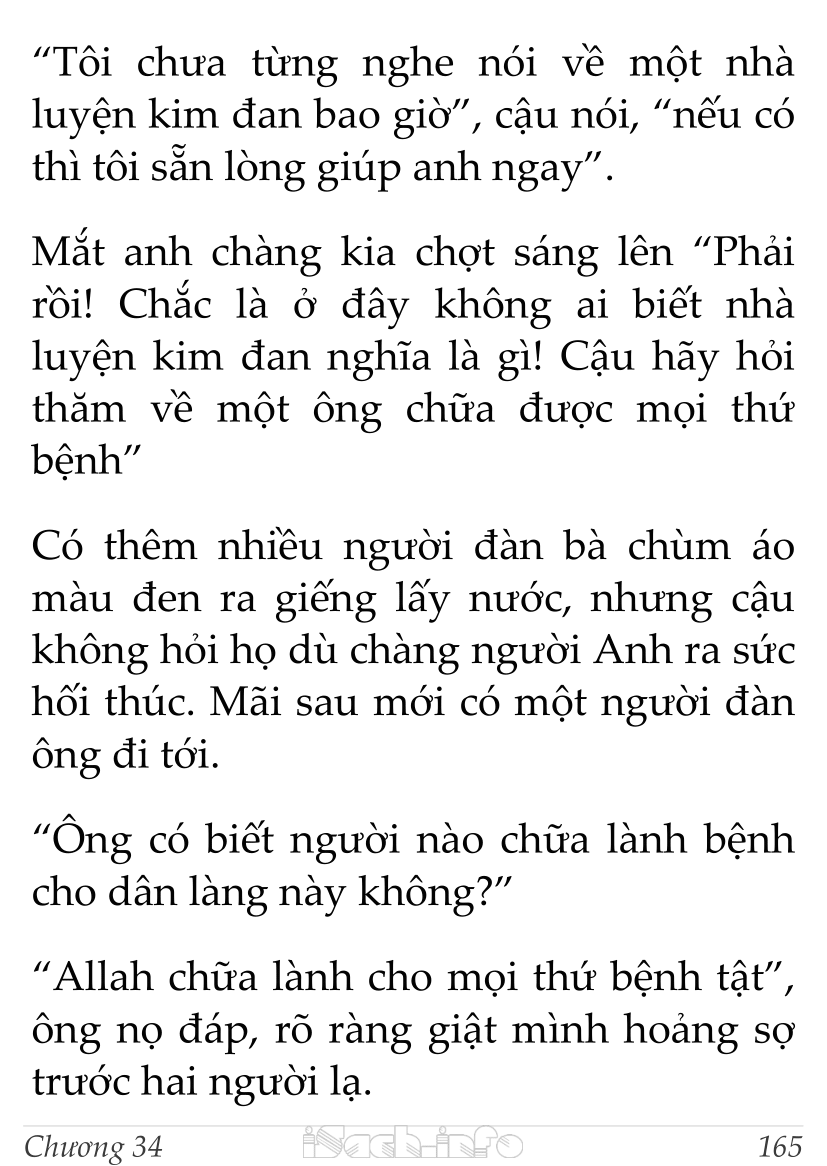 “Tôi chưa từng nghe nói về một nhà
luyện kim đan bao giờ”, cậu nói, “nếu có
thì tôi sẵn lòng giúp anh ngay”.
Mắt anh chàng kia chợt sáng lên “Phải
rồi! Chắc là ở đây không ai biết nhà
luyện kim đan nghĩa là gì! Cậu hãy hỏi
thăm về một ông chữa được mọi thứ
bệnh”
Có thêm nhiều người đàn bà chùm áo
màu đen ra giếng lấy nước, nhưng cậu
không hỏi họ dù chàng người Anh ra sức
hối thúc. Mãi sau mới có một người đàn
ông đi tới.
“Ông có biết người nào chữa lành bệnh
cho dân làng này không?”
“Allah chữa lành cho mọi thứ bệnh tật”,
ông nọ đáp, rõ ràng giật mình hoảng sợ
trước hai người lạ.
Chương 34 iSach.info 165